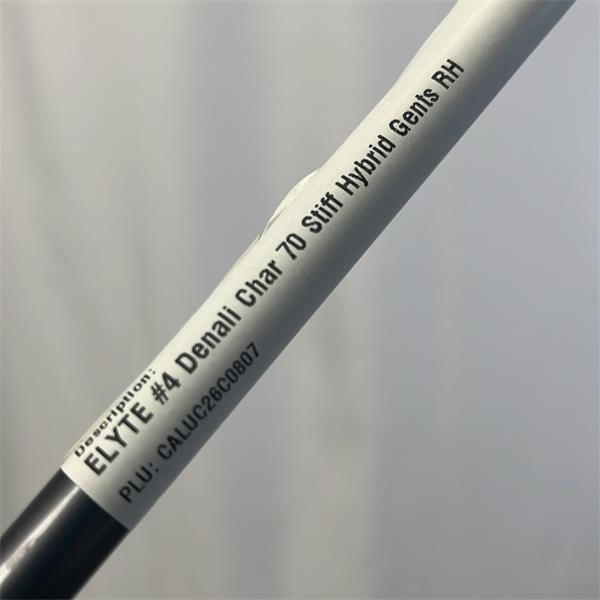 Description:
ELYTE #4 Denali Char 70 Stiff Hybrid Gents RH
PLU: CALUC26C0807